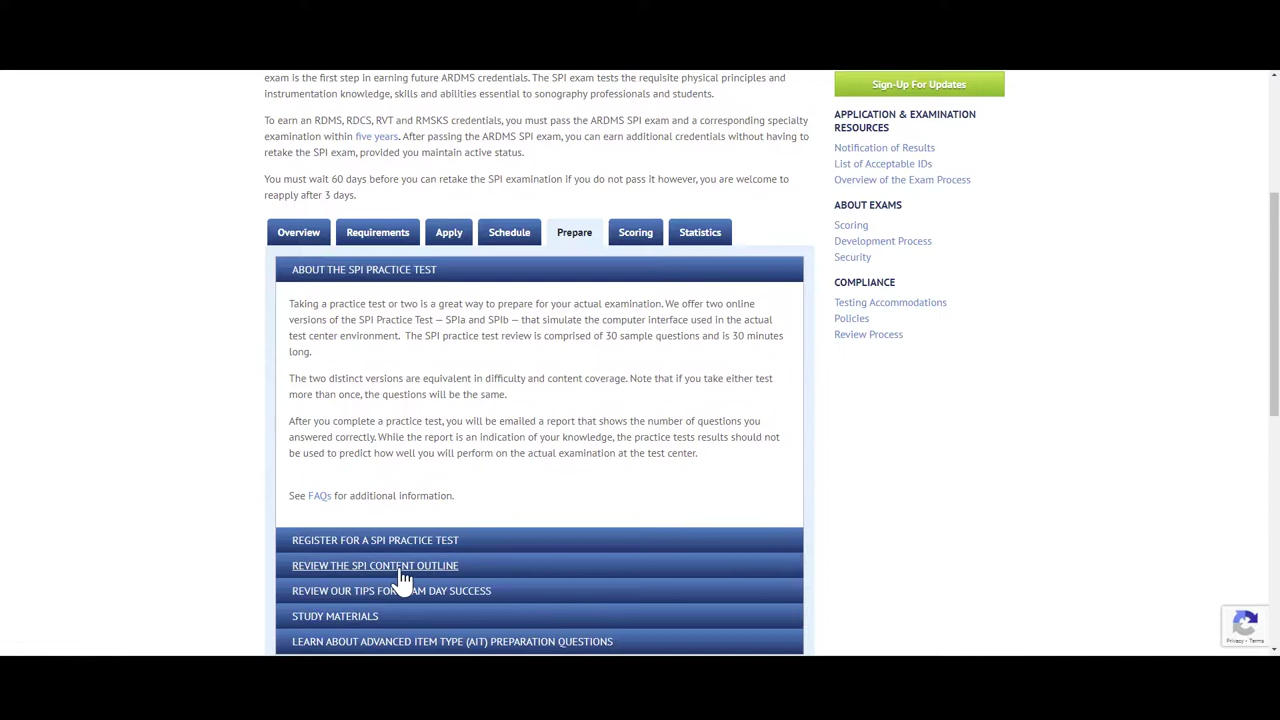 exam is the first step in earning future ARDMS credentials. The SPI exam tests the requisite physical principles and
instrumentation knowledge, skills and abilities essential to sonography professionals and students.
To earn an RDMS, RDCS, RVT and RMSKS credentials, you must pass the ARDMS SPI exam and a corresponding specialty
examination within five years. After passing the ARDMS SPI exam, you can earn additional credentials without having to
retake the SPI exam, provided you maintain active status.
You must wait 60 days before you can retake the SPI examination if you do not pass it however, you are welcome to
reapply after 3 days.
Overview Requirements Apply Schedule Prepare Scoring Statistics
ABOUT THE SPI PRACTICE TEST
Taking a practice test or two is a great way to prepare for your actual examination. We offer two online
versions of the SPI Practice Test — SPIa and SPIb — that simulate the computer interface used in the actual
test center environment. The SPI practice test review is comprised of 30 sample questions and is 30 minutes
long.
The two distinct versions are equivalent in difficulty and content coverage. Note that if you take either test
more than once, the questions will be the same.
After you complete a practice test, you will be emailed a report that shows the number of questions you
answered correctly. While the report is an indication of your knowledge, the practice tests results should not
be used to predict how well you will perform on the actual examination at the test center.
See FAQs for additional information.
REGISTER FOR A SPI PRACTICE TEST
REVIEW THE SPI CONTENT OUTLINE
REVIEW OUR TIPS FOR EXAM DAY SUCCESS
STUDY MATERIALS
LEARN ABOUT ADVANCED ITEM TYPE (AIT) PREPARATION QUESTIONS
Sign-Up For Updates
APPLICATION & EXAMINATION
RESOURCES
Notification of Results
List of Acceptable IDs
Overview of the Exam Process
ABOUT EXAMS
Scoring
Development Process
Security
COMPLIANCE
Testing Accommodations
Policies
Review Process
Privacy - Terms